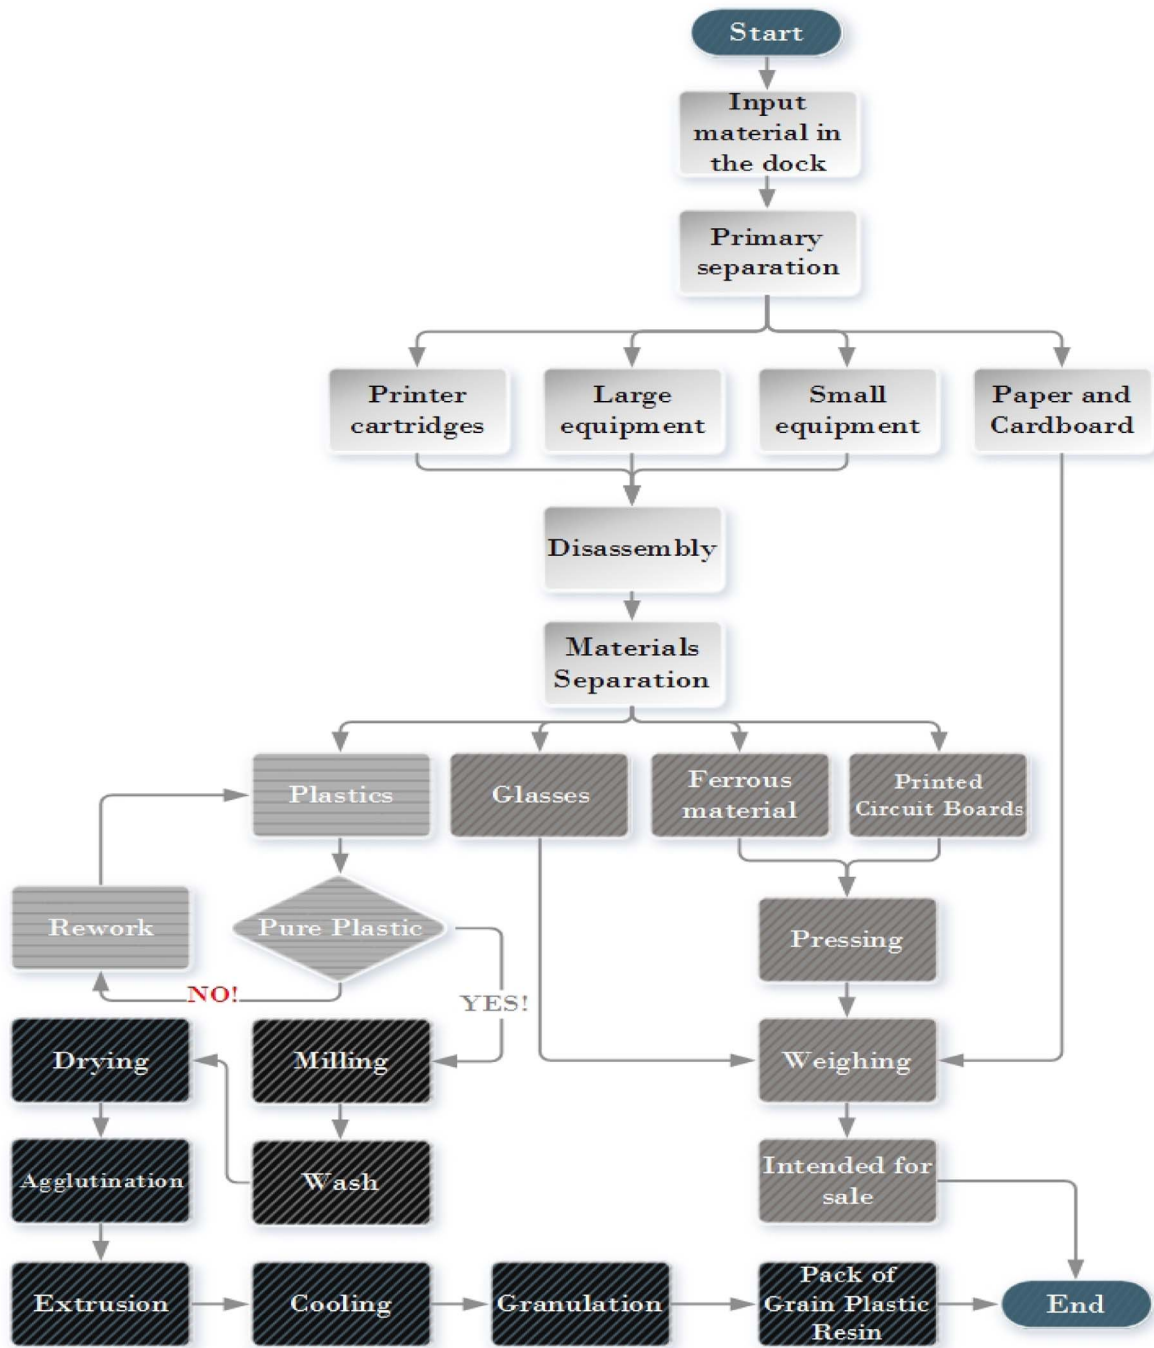 Start
Input
material in
the dock
Primary
separation
Printer
cartridges
Large
equipment
Small
equipment
Paper and
Cardboard
Disassembly
Materials
Separation
Plastics
Glasses
Ferrous
material
Printed
Circuit Boards
Rework
Pure Plastic
Pressing
NO!
YES!
Drying
Milling
Weighing
Agglutination
Wash
Intended for
sale
Extrusion
Cooling
Granulation
Pack of
Grain Plastic
Resin
End